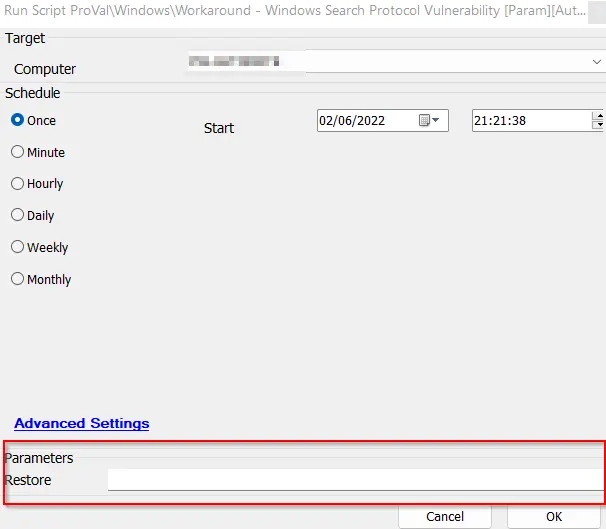 Run Script ProVal\Windows\Workaround - Windows Search Protocol Vulnerability [Param][Aut...
Target
Computer
Schedule
Once
Start
02/06/2022
21:21:38
Minute
Hourly
Daily
Weekly
Monthly
Advanced Settings
Parameters
Restore
Cancel
OK